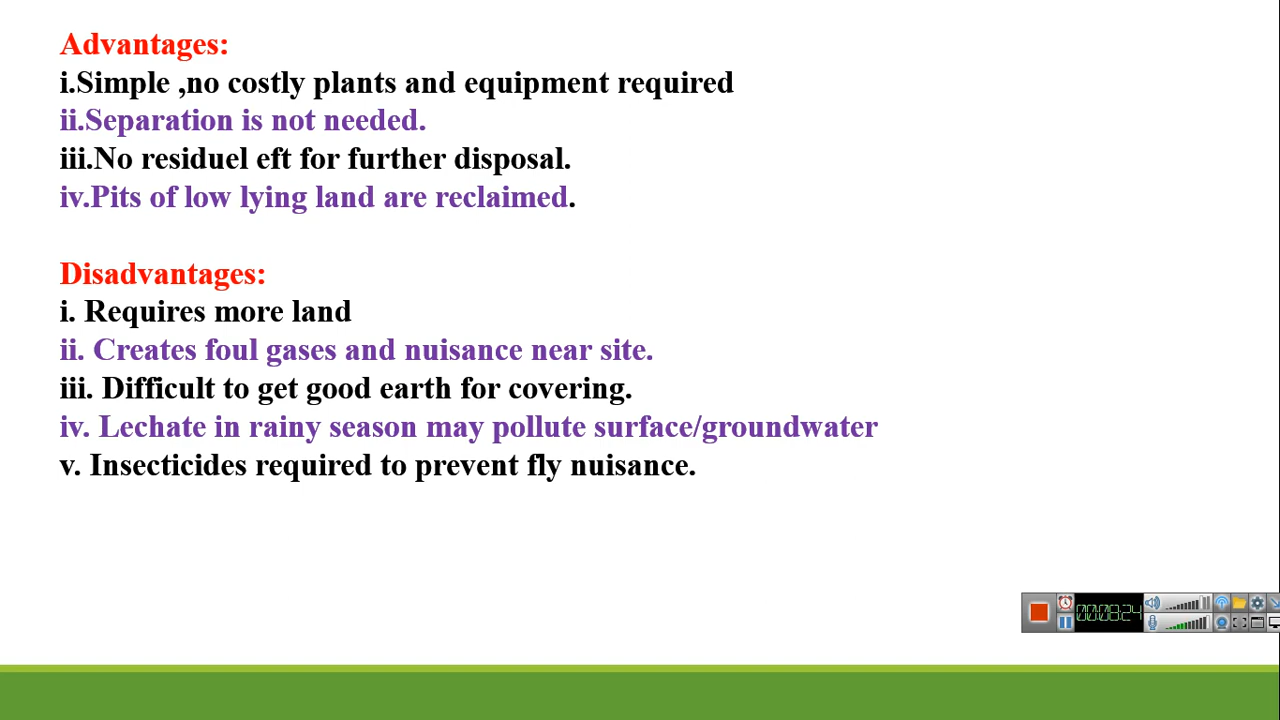 Advantages:
i.Simple ,no costly plants and equipment required
ii.Separation is not needed.
iii.No residuel eft for further disposal.
iv.Pits of low lying land are reclaimed.
Disadvantages:
i. Requires more land
ii. Creates foul gases and nuisance near site.
iii. Difficult to get good earth for covering.
iv. Lechate in rainy season may pollute surface/groundwater
v. Insecticides required to prevent fly nuisance.
00:08:24